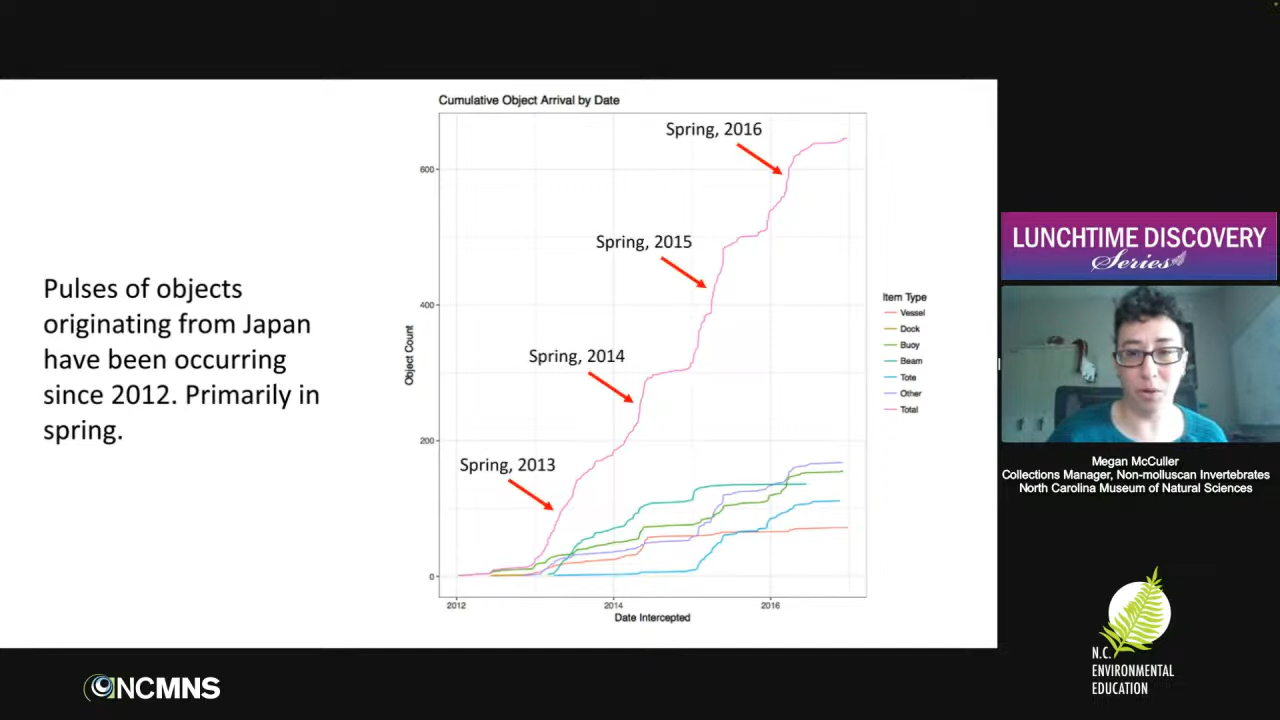 Cumulative Object Arrival by Date
Spring, 2016
600
Spring, 2015
LUNCHTIME DISCOVERY
Series
Pulses of objects
originating from Japan
have been occurring
since 2012. Primarily in
spring.
400
Object Count
Spring, 2014
Item Type
Vessel
Dock
Buoy
Beam
Tote
Other
Total
200
Spring, 2013
0
2012
2014
2016
Date Intercepted
Megan McCuller
Collections Manager, Non-molluscan Invertebrates
North Carolina Museum of Natural Sciences
NCMNS
N.C.
ENVIRONMENTAL
EDUCATION